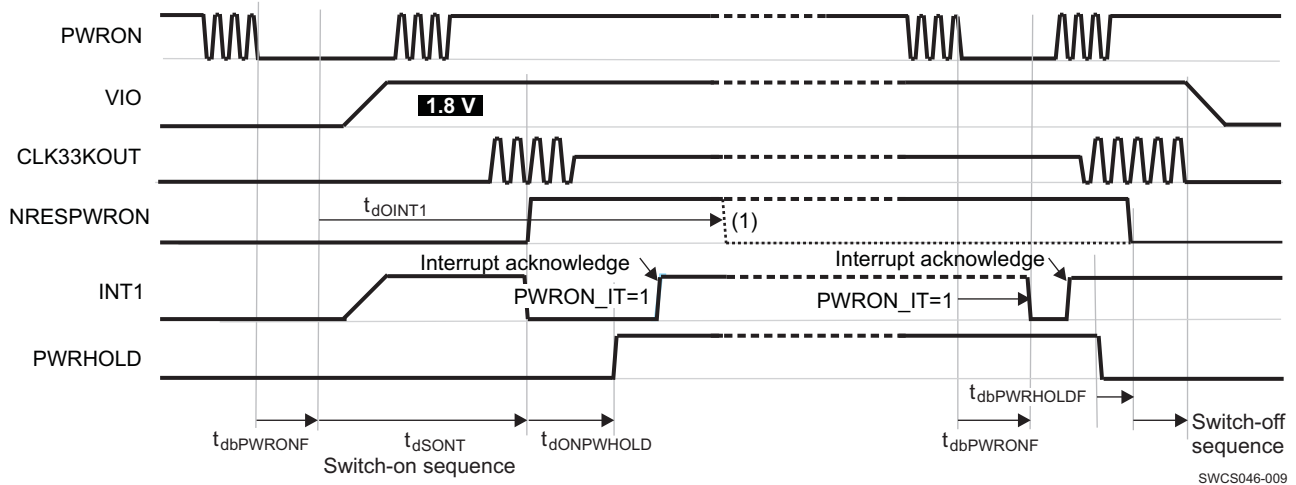 PWRON
VIO
1.8 V
CLK33KOUT
NRESPWRON
tdOINT1
(1)
Interrupt acknowledge
Interrupt acknowledge
INT1
PWRON_IT=1
PWRON_IT=1
PWRHOLD
tdbPWRHOLDF
tdbPWRONF
tdSONT
tdONPWHOLD
tdbPWRONF
Switch-off
sequence
Switch-on sequence
SWCS046-009